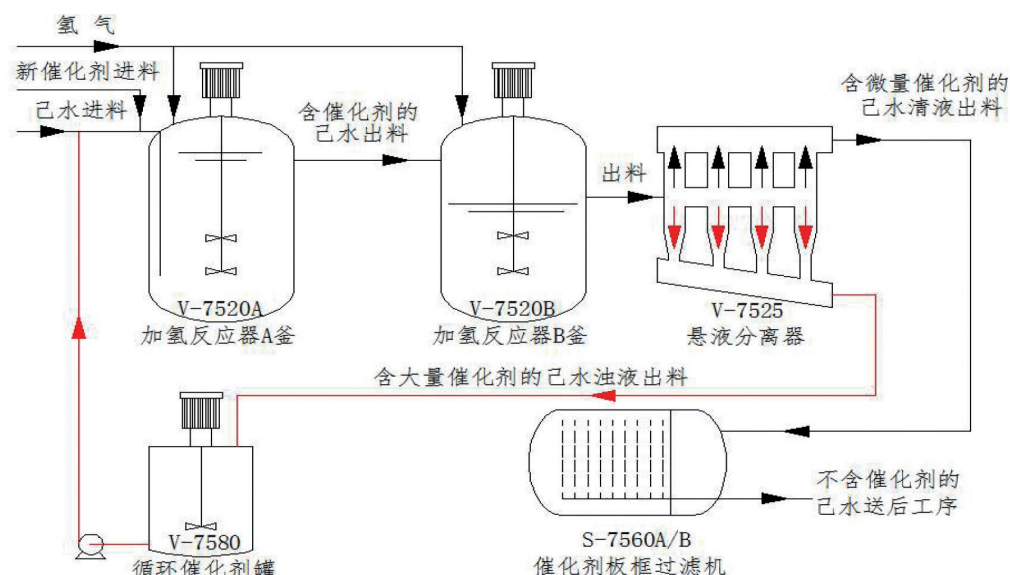 氢 气
新催化剂进料
己水进料
含催化剂的
己水出料
出料
含微量催化剂的
己水清液出料
V-7520A
加氢反应器A釜
V-7520B
加氢反应器B釜
V-7525
悬液分离器
含大量催化剂的己水浊液出料
V-7580
循环催化剂罐
S-7560A/B
催化剂板框过滤机
不含催化剂的
己水送后工序